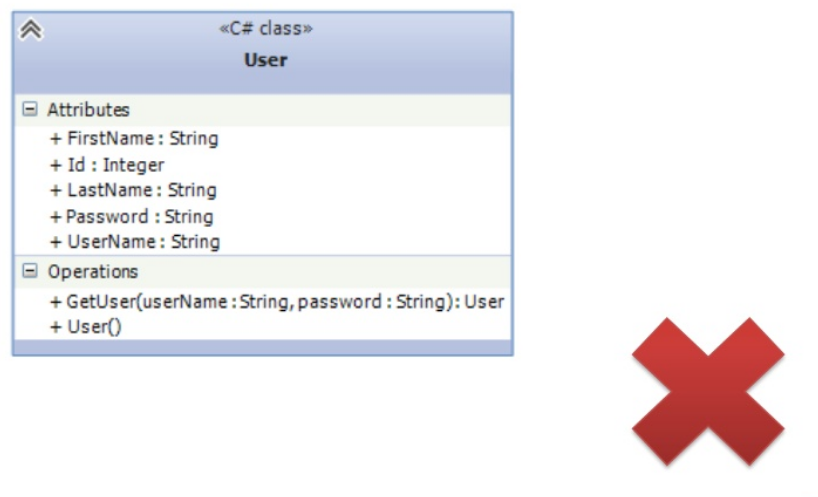 «C# class»
User
Attributes
+ FirstName : String
+ Id : Integer
+ LastName : String
+ Password : String
+ UserName : String
Operations
+ GetUser(userName : String, password : String) : User
+ User()